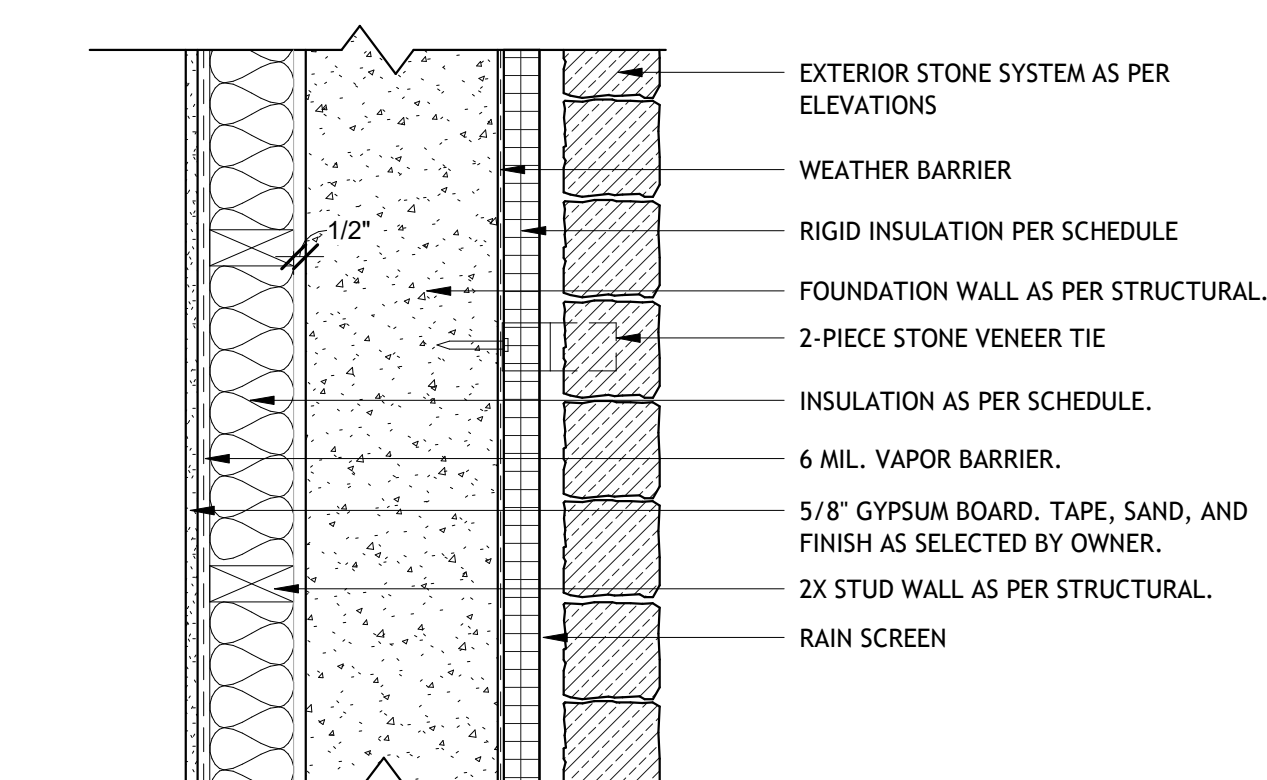 EXTERIOR STONE SYSTEM AS PER
ELEVATIONS
WEATHER BARRIER
1/2"
RIGID INSULATION PER SCHEDULE
FOUNDATION WALL AS PER STRUCTURAL.
2-PIECE STONE VENEER TIE
INSULATION AS PER SCHEDULE.
6 MIL. VAPOR BARRIER.
5/8" GYPSUM BOARD. TAPE, SAND, AND
FINISH AS SELECTED BY OWNER.
2X STUD WALL AS PER STRUCTURAL.
RAIN SCREEN